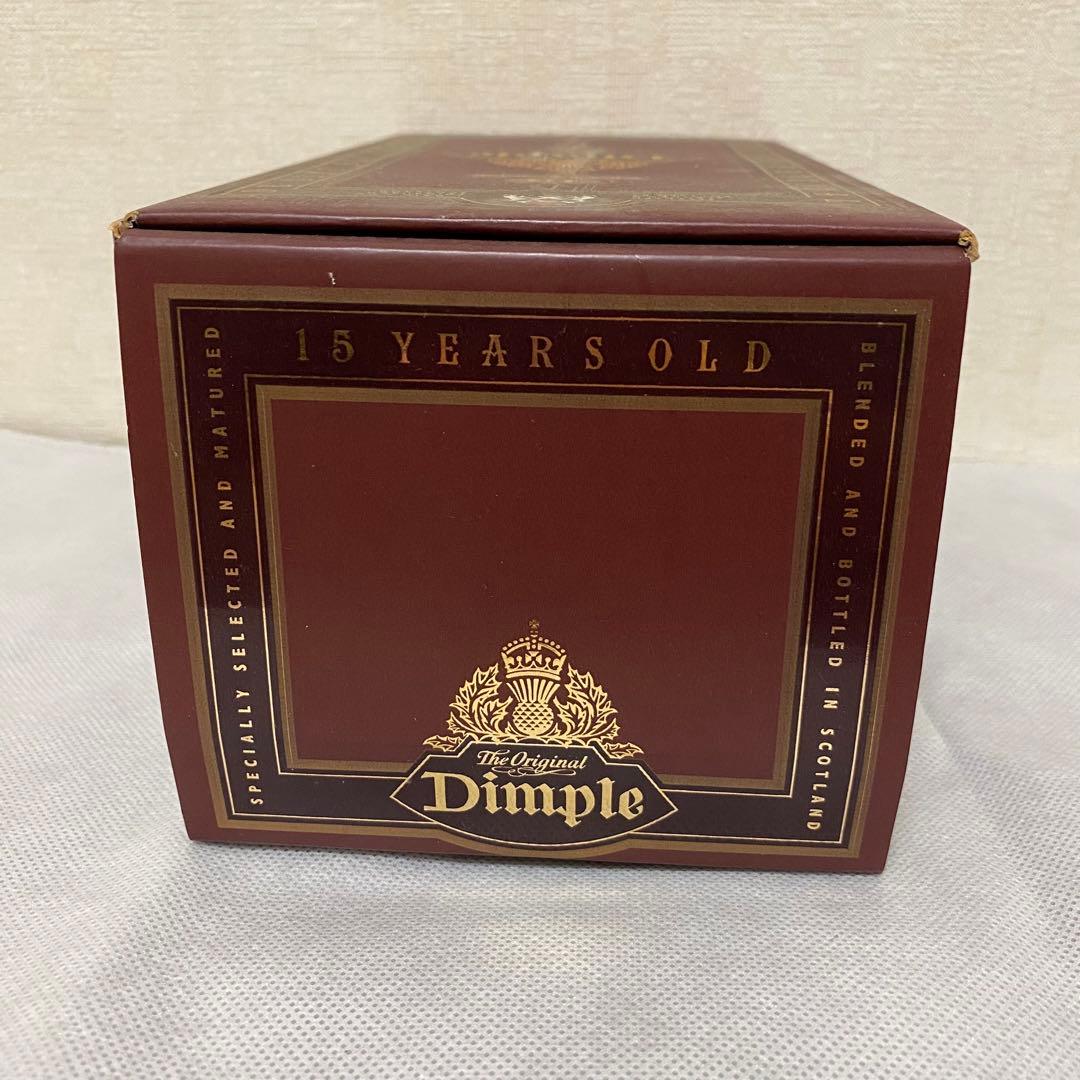 15 YEARS OLD
SPECIALLY SELECTED AND MATURED
BLENDED AND BOTTLED IN SCOTLAND
The Original
Dimple